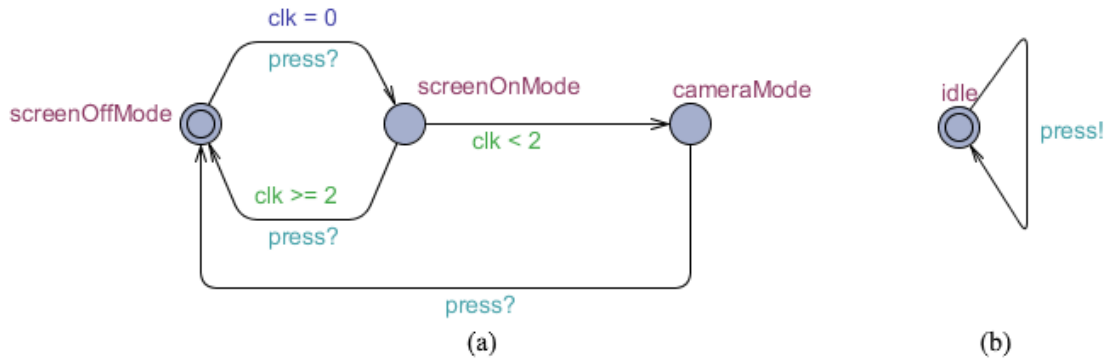 clk = 0
press?
screenOffMode
screenOnMode
cameraMode
clk < 2
clk >= 2
press?
press?
(a)
idle
press!
(b)